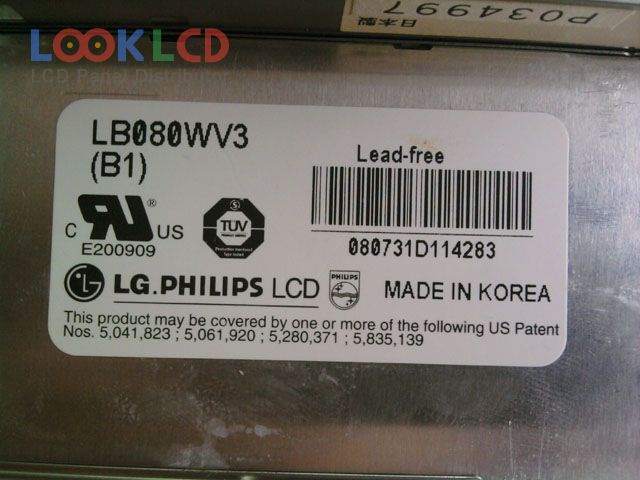 LOOKLCD
LCD Panel Distributor
日本製
P034997
LB080WV3
(B1)
Lead-free
C UL ® US
E200909
S
TUV
080731D114283
LG LG.PHILIPS LCD
PHILIPS
MADE IN KOREA
This product may be covered by one or more of the following US Patent
Nos. 5,041,823 ; 5,061,920 ; 5,280,371 ; 5,835,139